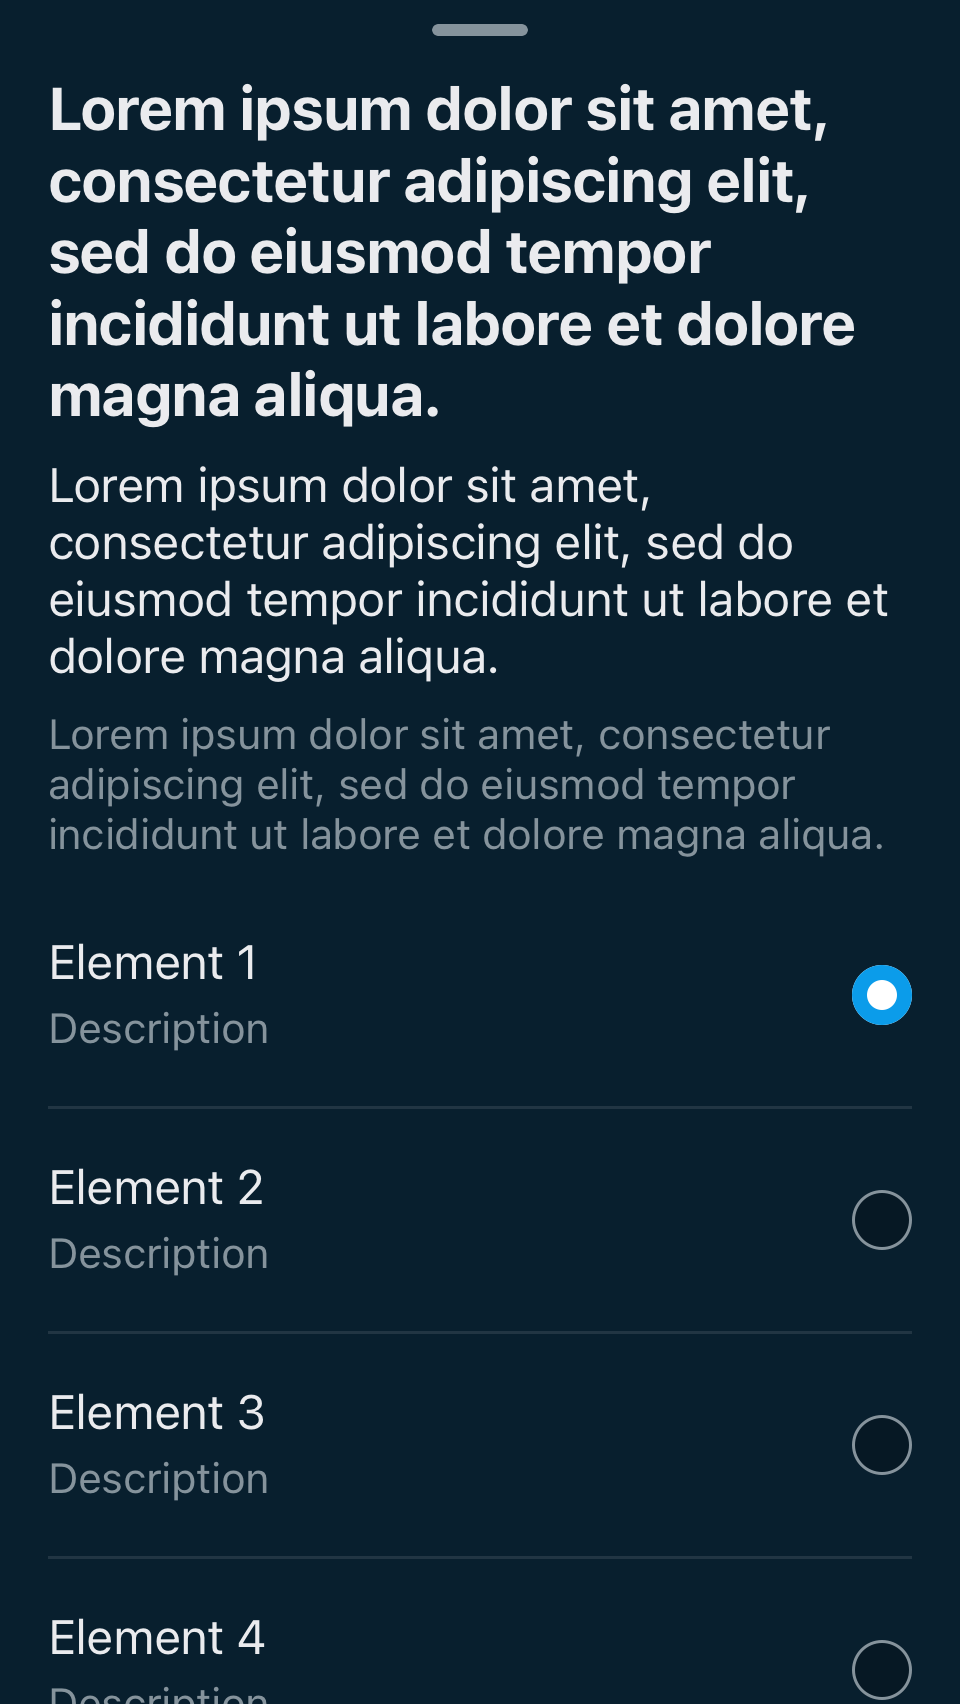 Lorem ipsum dolor sit amet,
consectetur adipiscing elit,
sed do eiusmod tempor
incididunt ut labore et dolore
magna aliqua.
Lorem ipsum dolor sit amet,
consectetur adipiscing elit, sed do
eiusmod tempor incididunt ut labore et
dolore magna aliqua.
Lorem ipsum dolor sit amet, consectetur
adipiscing elit, sed do eiusmod tempor
incididunt ut labore et dolore magna aliqua.
Element 1
Description
Element 2
Description
Element 3
Description
Element 4
Description